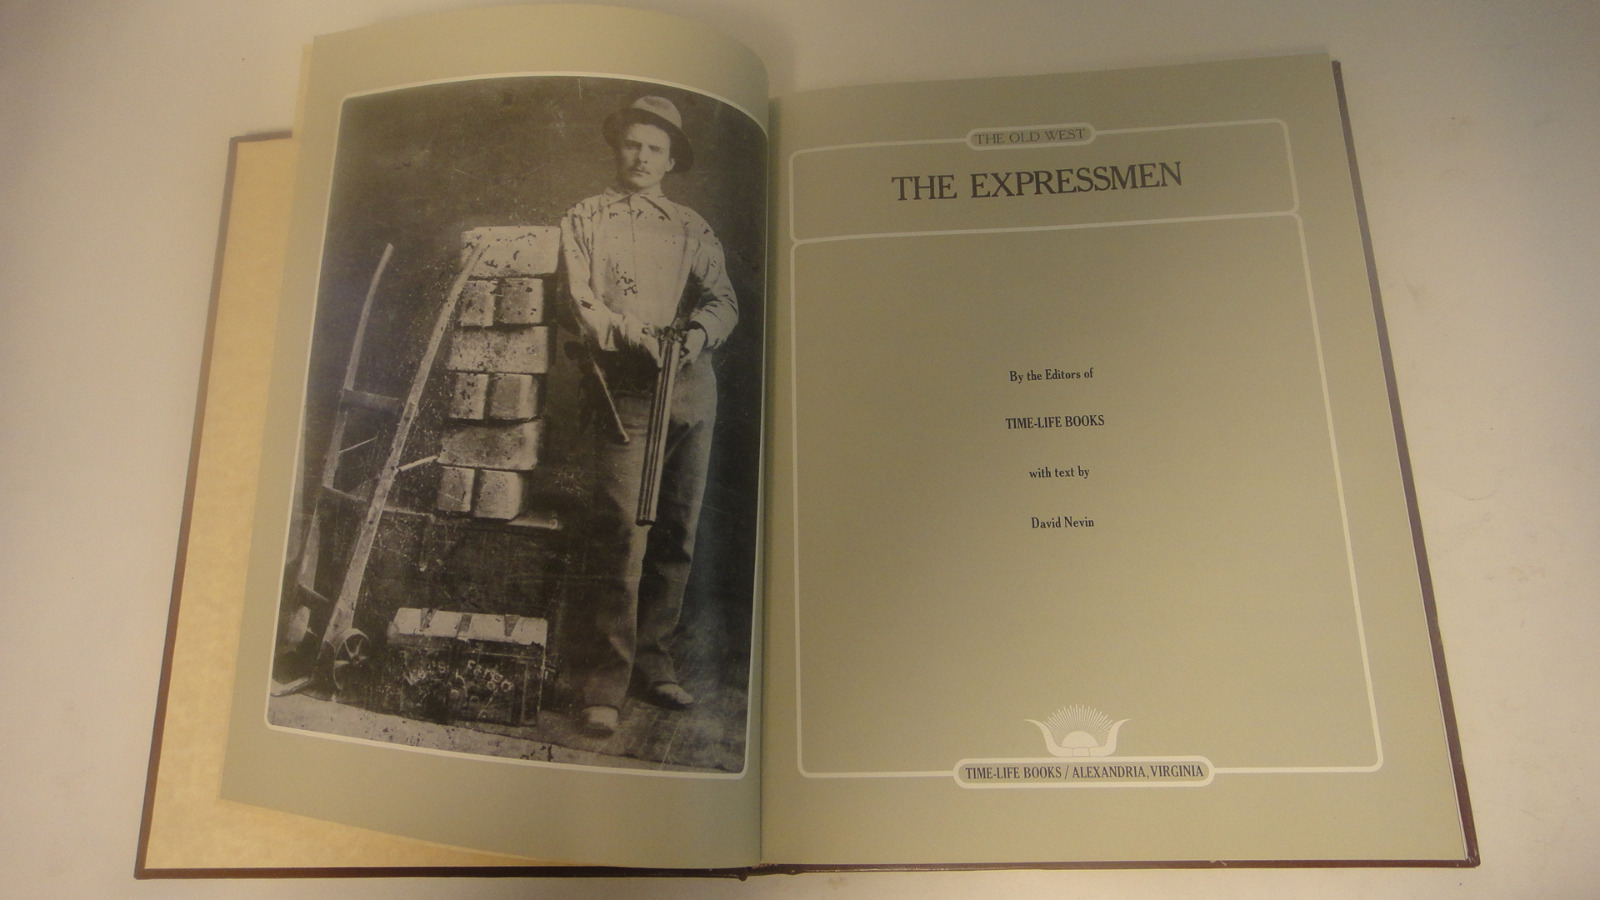 THE OLD WEST
THE EXPRESSMEN
By the Editors of
TIME-LIFE BOOKS
with text by
David Nevin
TIME-LIFE BOOKS / ALEXANDRIA, VIRGINIA